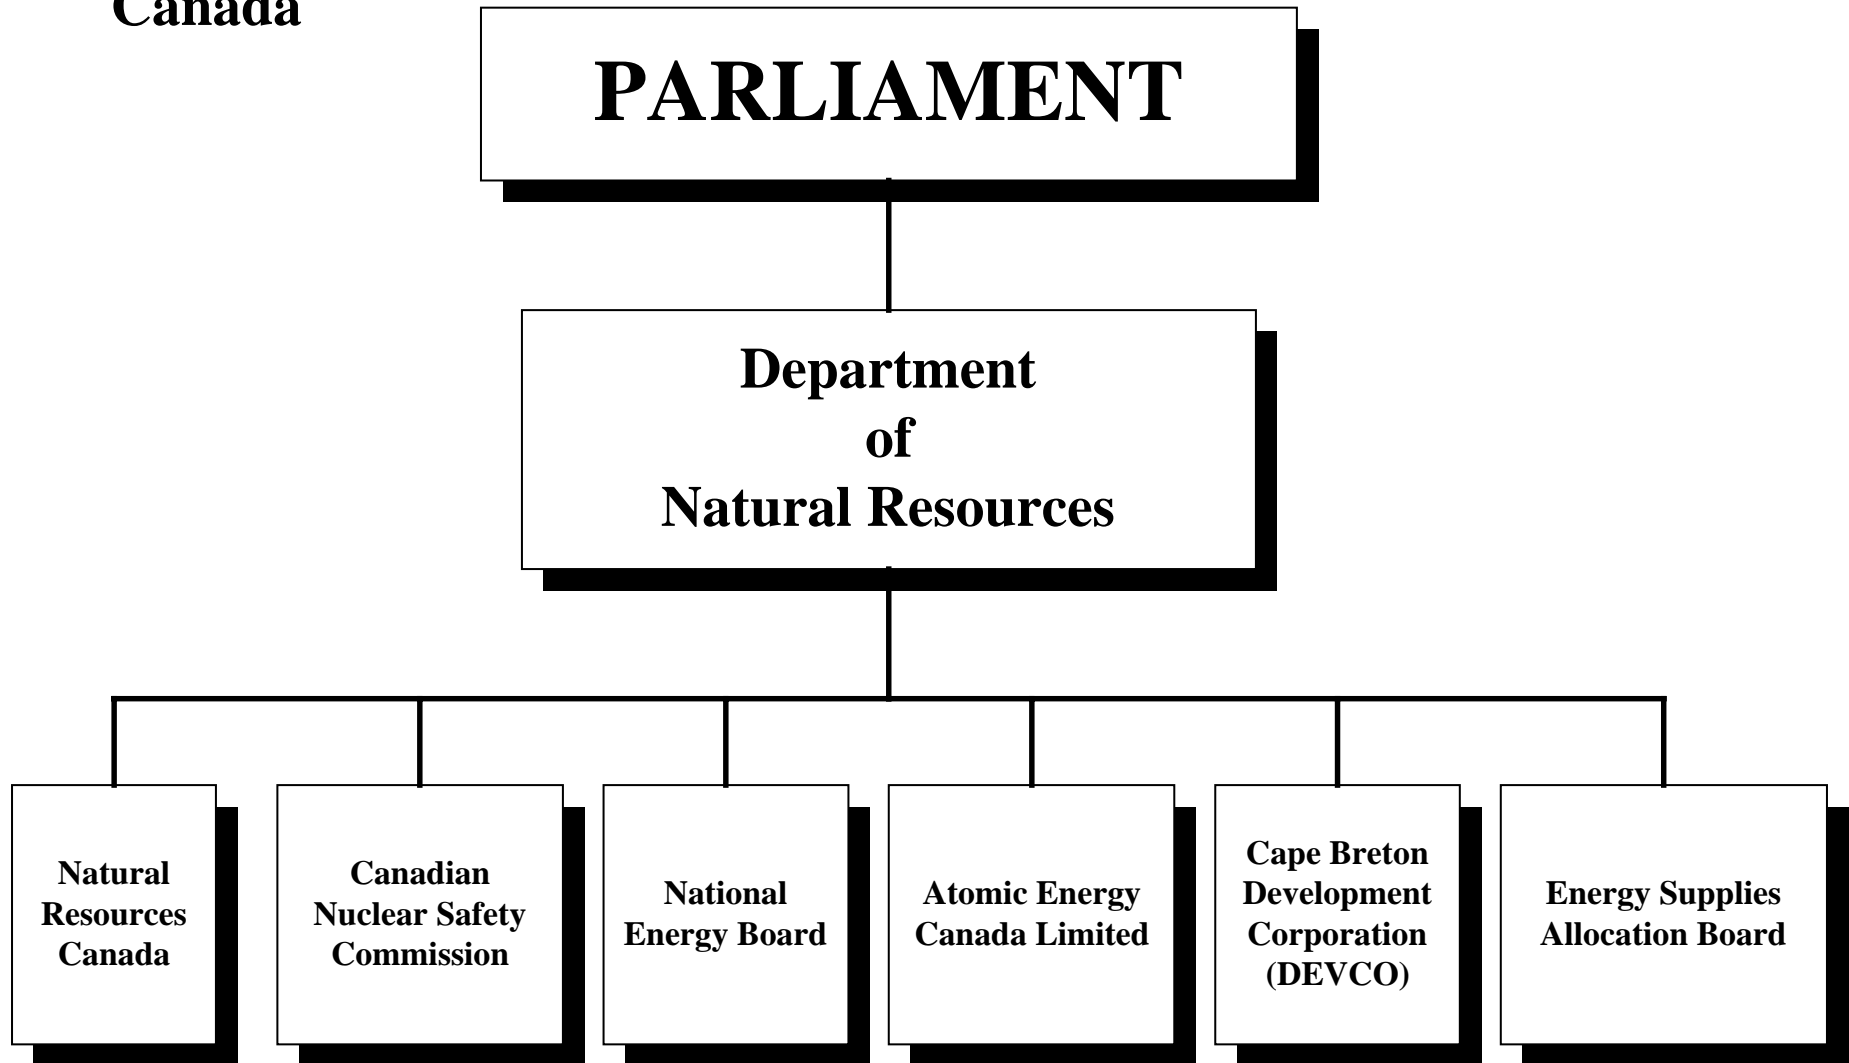 Canada
PARLIAMENT
Department
of
Natural Resources
Natural
Resources
Canada
Canadian
Nuclear Safety
Commission
National
Energy Board
Atomic Energy
Canada Limited
Cape Breton
Development
Corporation
(DEVCO)
Energy Supplies
Allocation Board